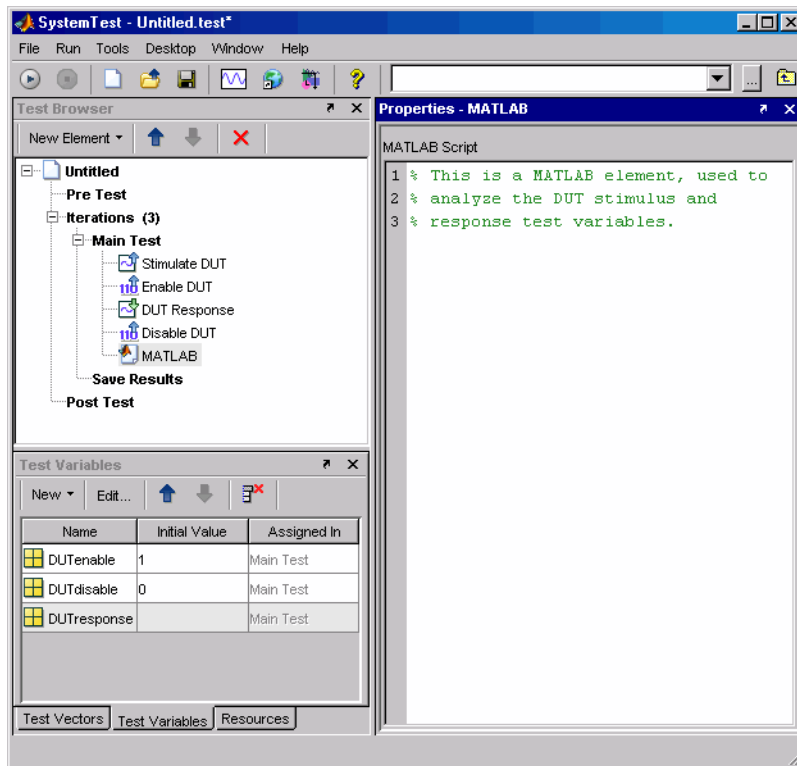 SystemTest - Untitled.test*
File Run Tools Desktop Window Help
...
Test Browser
New Element
Untitled
Pre Test
Iterations (3)
Main Test
Stimulate DUT
Enable DUT
DUT Response
Disable DUT
MATLAB
Save Results
Post Test
Test Variables
New Edit...
Name Initial Value Assigned In
DUTenable 1 Main Test
DUTdisable 0 Main Test
DUTresponse Main Test
Test Vectors Test Variables Resources
Properties - MATLAB
MATLAB Script
1 % This is a MATLAB element, used to
2 % analyze the DUT stimulus and
3 % response test variables.